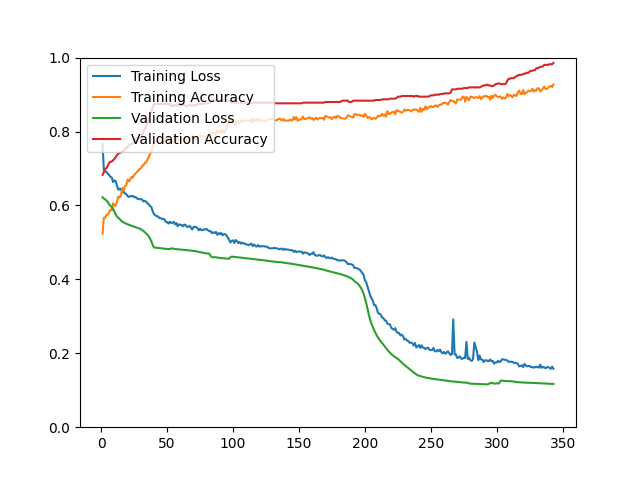 Training Loss
Training Accuracy
Validation Loss
Validation Accuracy
1.0
0.8
0.6
0.4
0.2
0.0
0 50 100 150 200 250 300 350